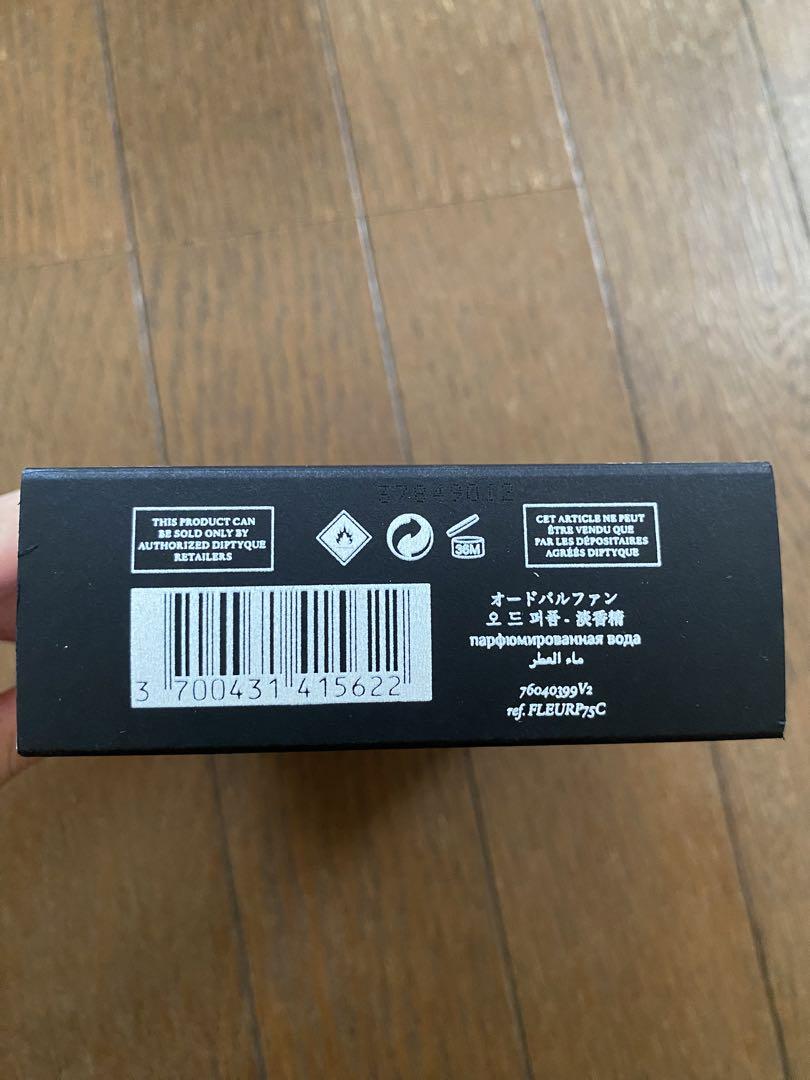 THIS PRODUCT CAN
BE SOLD ONLY BY
AUTHORIZED DIPTYQUE
RETAILERS
36M
CET ARTICLE NE PEUT
ÊTRE VENDU QUE
PAR LES DÉPOSITAIRES
AGRÉÉS DIPTYQUE
3 700431 415622
オードパルファン
오 드 퍼퓸 - 淡香精
парфюмированная вода
ماء العطر
76040399V2
ref. FLEURP75C